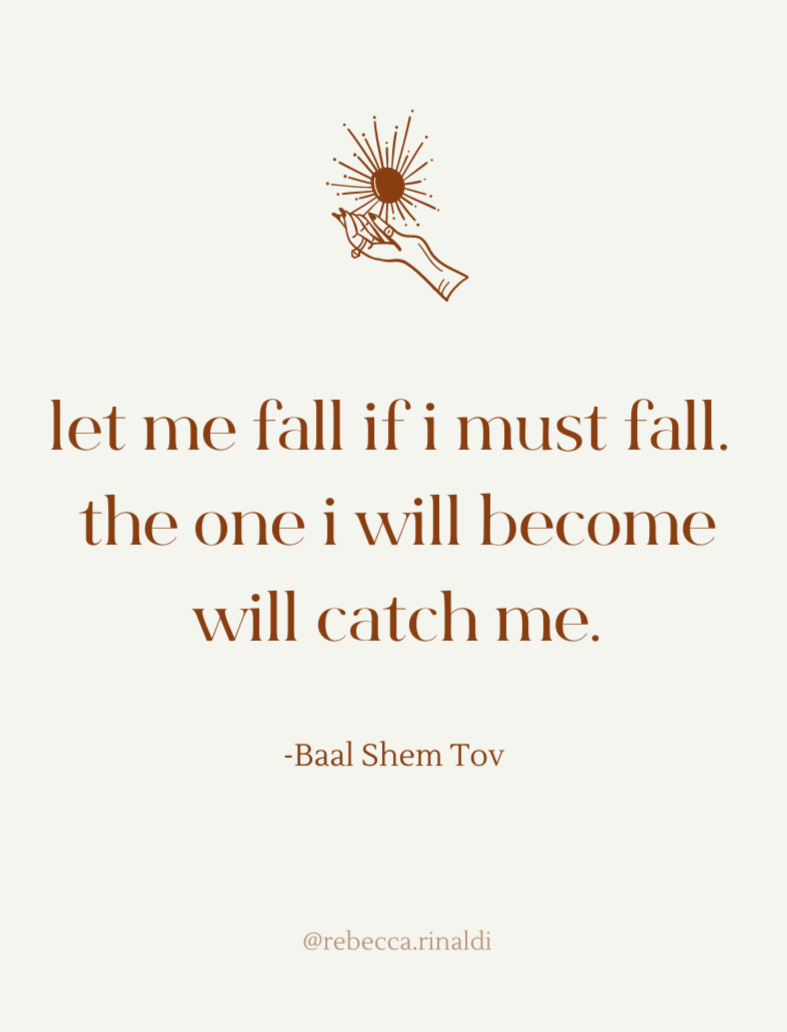 let me fall if i must fall.
the one i will become
will catch me.
-Baal Shem Tov
@rebecca.rinaldi